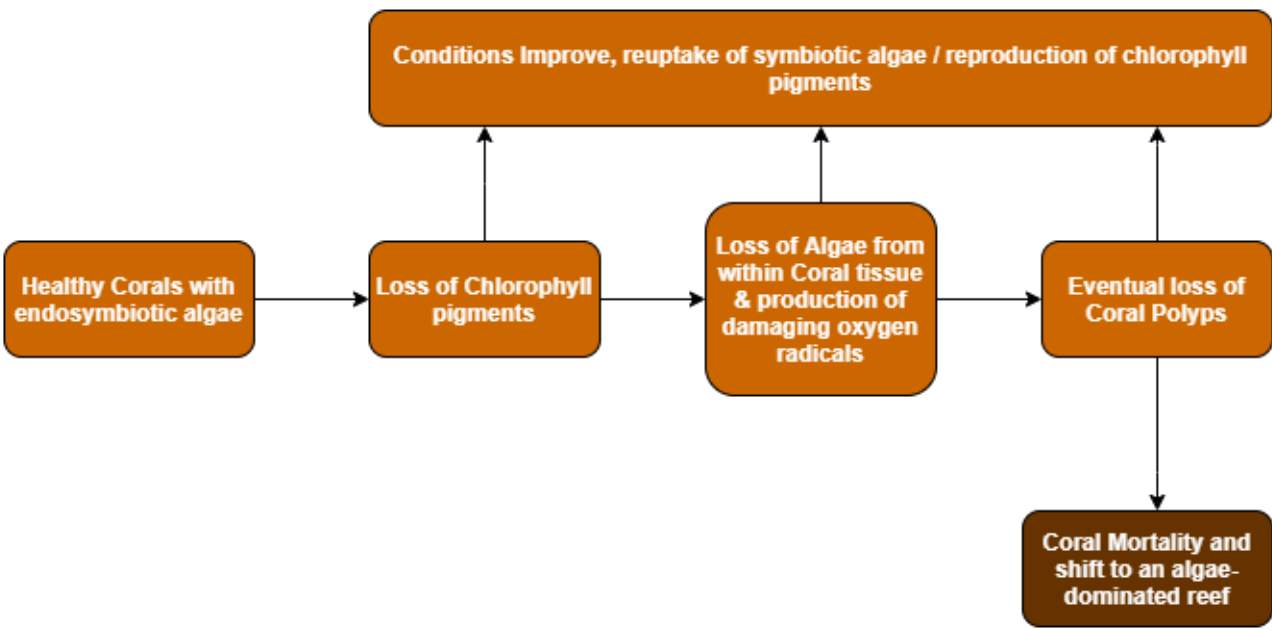 Conditions Improve, reuptake of symbiotic algae / reproduction of chlorophyll
pigments
Healthy Corals with
endosymbiotic algae
Loss of Chlorophyll
pigments
Loss of Algae from
within Coral tissue
& production of
damaging oxygen
radicals
Eventual loss of
Coral Polyps
Coral Mortality and
shift to an algae-
dominated reef